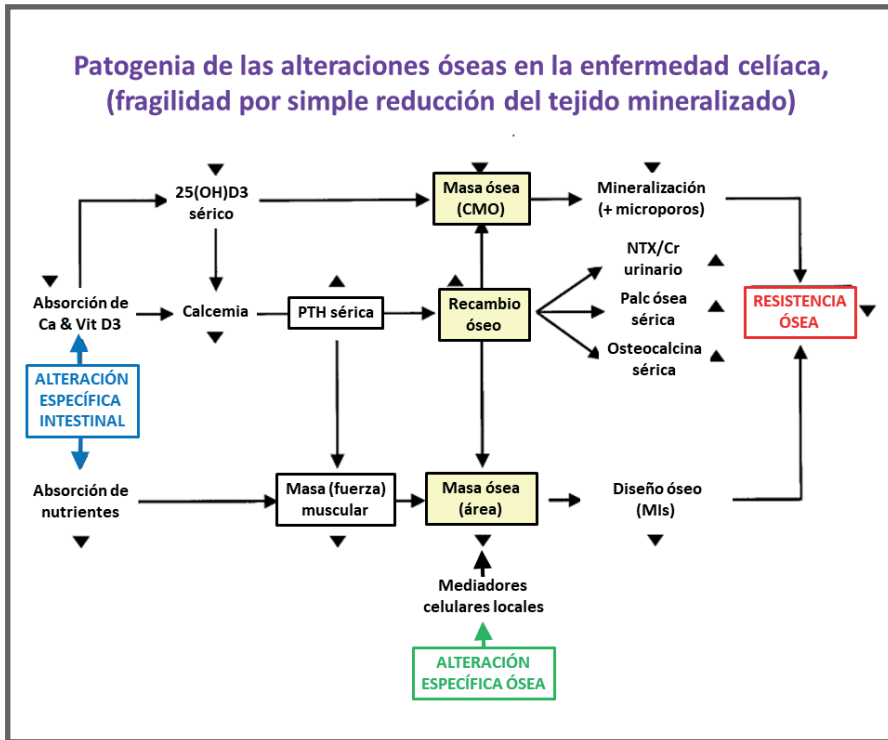 Patogenia de las alteraciones óseas en la enfermedad celíaca,
(fragilidad por simple reducción del tejido mineralizado)
25(OH)D3
sérico
Masa ósea
(CMO)
Mineralización
(+ microporos)
NTX/Cr
urinario
Absorción de
Ca & Vit D3
Calcemia
PTH sérica
Recambio
óseo
Palc ósea
sérica
RESISTENCIA
ÓSEA
Osteocalcina
sérica
ALTERACIÓN
ESPECÍFICA
INTESTINAL
Absorción de
nutrientes
Masa (fuerza)
muscular
Masa ósea
(área)
Diseño óseo
(MIs)
Mediadores
celulares locales
ALTERACIÓN
ESPECÍFICA ÓSEA